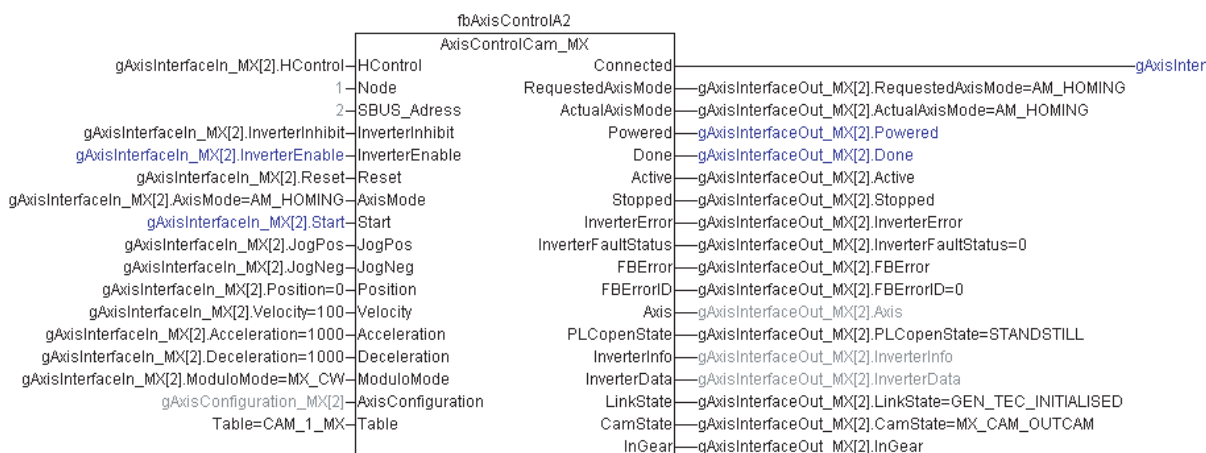 fbAxisControlA2
AxisControlCam_MX
gAxisInterfaceIn_MX[2].HControl HControl Connected gAxisInter
1 Node RequestedAxisMode gAxisInterfaceOut_MX[2].RequestedAxisMode=AM_HOMING
2 SBUS_Adress ActualAxisMode gAxisInterfaceOut_MX[2].ActualAxisMode=AM_HOMING
gAxisInterfaceIn_MX[2].InverterInhibit InverterInhibit Powered gAxisInterfaceOut_MX[2].Powered
gAxisInterfaceIn_MX[2].InverterEnable InverterEnable Done gAxisInterfaceOut_MX[2].Done
gAxisInterfaceIn_MX[2].Reset Reset Active gAxisInterfaceOut_MX[2].Active
gAxisInterfaceIn_MX[2].AxisMode=AM_HOMING AxisMode Stopped gAxisInterfaceOut_MX[2].Stopped
gAxisInterfaceIn_MX[2].Start Start InverterError gAxisInterfaceOut_MX[2].InverterError
gAxisInterfaceIn_MX[2].JogPos JogPos InverterFaultStatus gAxisInterfaceOut_MX[2].InverterFaultStatus=0
gAxisInterfaceIn_MX[2].JogNeg JogNeg FBError gAxisInterfaceOut_MX[2].FBError
gAxisInterfaceIn_MX[2].Position=0 Position FBErrorID gAxisInterfaceOut_MX[2].FBErrorID=0
gAxisInterfaceIn_MX[2].Velocity=100 Velocity Axis gAxisInterfaceOut_MX[2].Axis
gAxisInterfaceIn_MX[2].Acceleration=1000 Acceleration PLCopenState gAxisInterfaceOut_MX[2].PLCopenState=STANDSTILL
gAxisInterfaceIn_MX[2].Deceleration=1000 Deceleration InverterInfo gAxisInterfaceOut_MX[2].InverterInfo
gAxisInterfaceIn_MX[2].ModuloMode=MX_CW ModuloMode InverterData gAxisInterfaceOut_MX[2].InverterData
gAxisConfiguration_MX[2] AxisConfiguration LinkState gAxisInterfaceOut_MX[2].LinkState=GEN_TEC_INITIALISED
Table=CAM_1_MX Table CamState gAxisInterfaceOut_MX[2].CamState=MX_CAM_OUTCAM
InGear gAxisInterfaceOut_MX[2].InGear